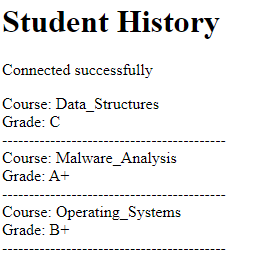 Student History
Connected successfully
Course: Data_Structures
Grade: C
----------------------------------------
Course: Malware_Analysis
Grade: A+
----------------------------------------
Course: Operating_Systems
Grade: B+
----------------------------------------